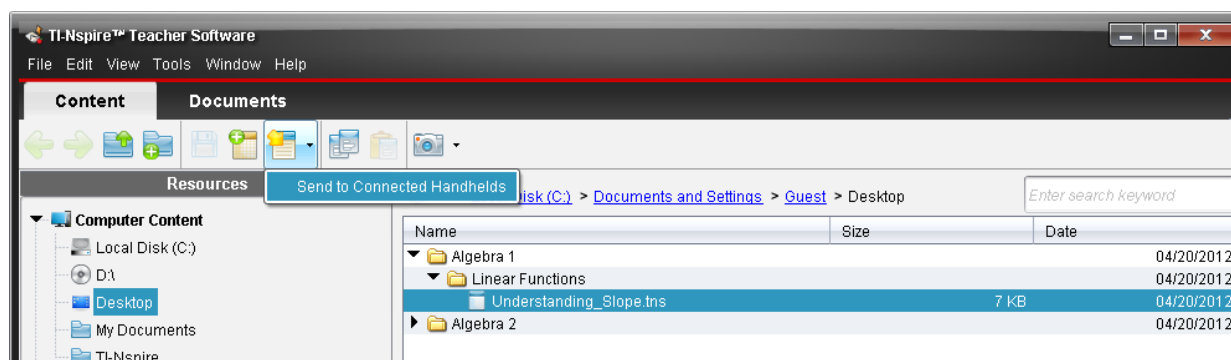 TI-Nspire™ Teacher Software
File Edit View Tools Window Help
Content Documents
Resources
Send to Connected Handhelds
isk (C:) > Documents and Settings > Guest > Desktop
Enter search keyword
Computer Content
Local Disk (C:)
D:\
Desktop
My Documents
TI-Nspire
Name Size Date
Algebra 1 04/20/2012
Linear Functions 04/20/2012
Understanding_Slope.tns 7 KB 04/20/2012
Algebra 2 04/20/2012